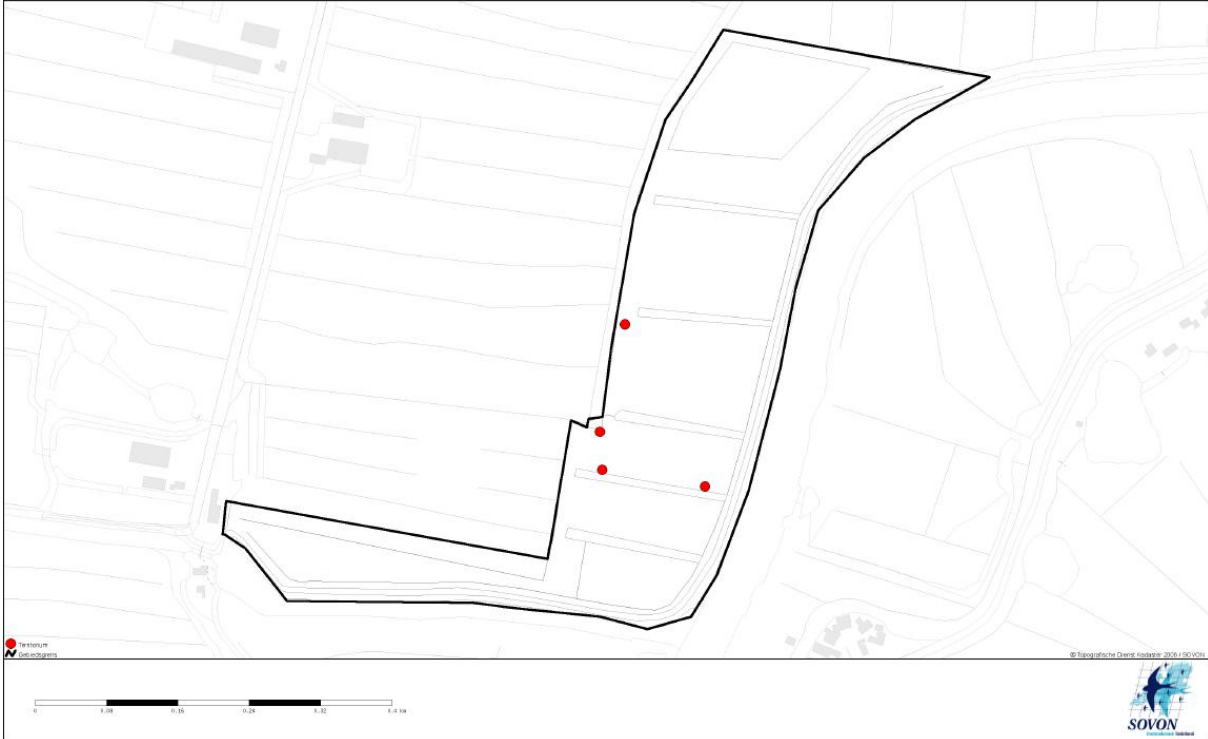 Territorium
Gebiedsgrens
© Topografische Dienst Kadaster 2006 / SOVON
0 0.08 0.16 0.24 0.32 0.4 km
SOVON